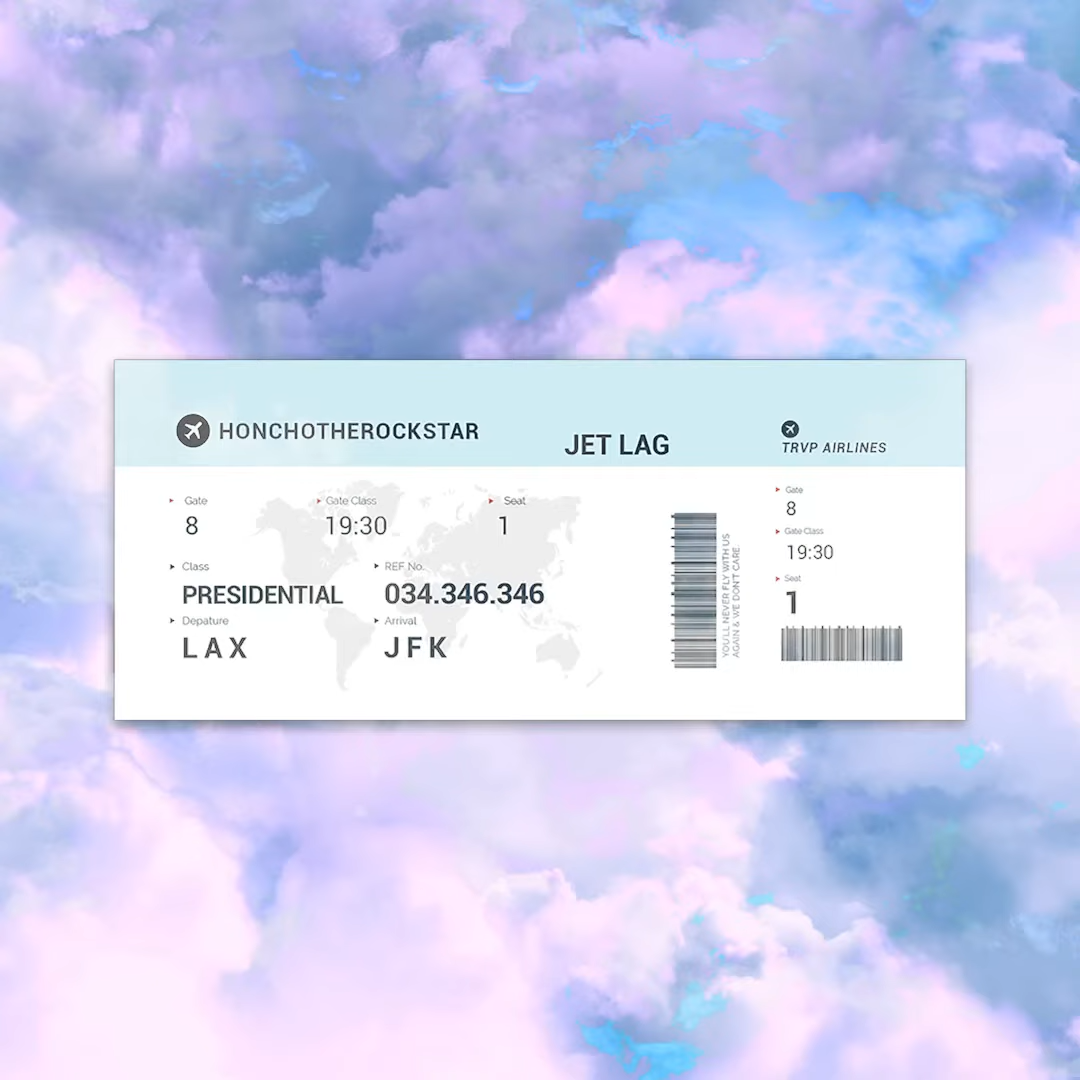 HONCHOTHEROCKSTAR
JET LAG
TRVP AIRLINES
Gate
8
Gate Class
19:30
Seat
1
Class
PRESIDENTIAL
REF No.
034.346.346
Depature
LAX
Arrival
JFK
YOU'LL NEVER FLY WITH US
AGAIN & WE DON'T CARE.
Gate
8
Gate Class
19:30
Seat
1